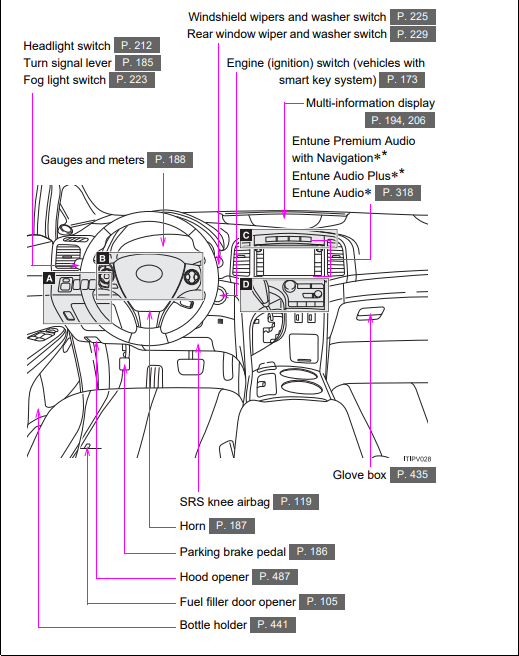 Windshield wipers and washer switch P. 225
Rear window wiper and washer switch P. 229
Headlight switch P. 212
Turn signal lever P. 185
Fog light switch P. 223
Engine (ignition) switch (vehicles with
smart key system) P. 173
Multi-information display
P. 194, 206
Entune Premium Audio
with Navigation∗*
Entune Audio Plus∗*
Entune Audio∗ P. 318
Gauges and meters P. 188
A
B
C
D
ITIPV028
Glove box P. 435
SRS knee airbag P. 119
Horn P. 187
Parking brake pedal P. 186
Hood opener P. 487
Fuel filler door opener P. 105
Bottle holder P. 441